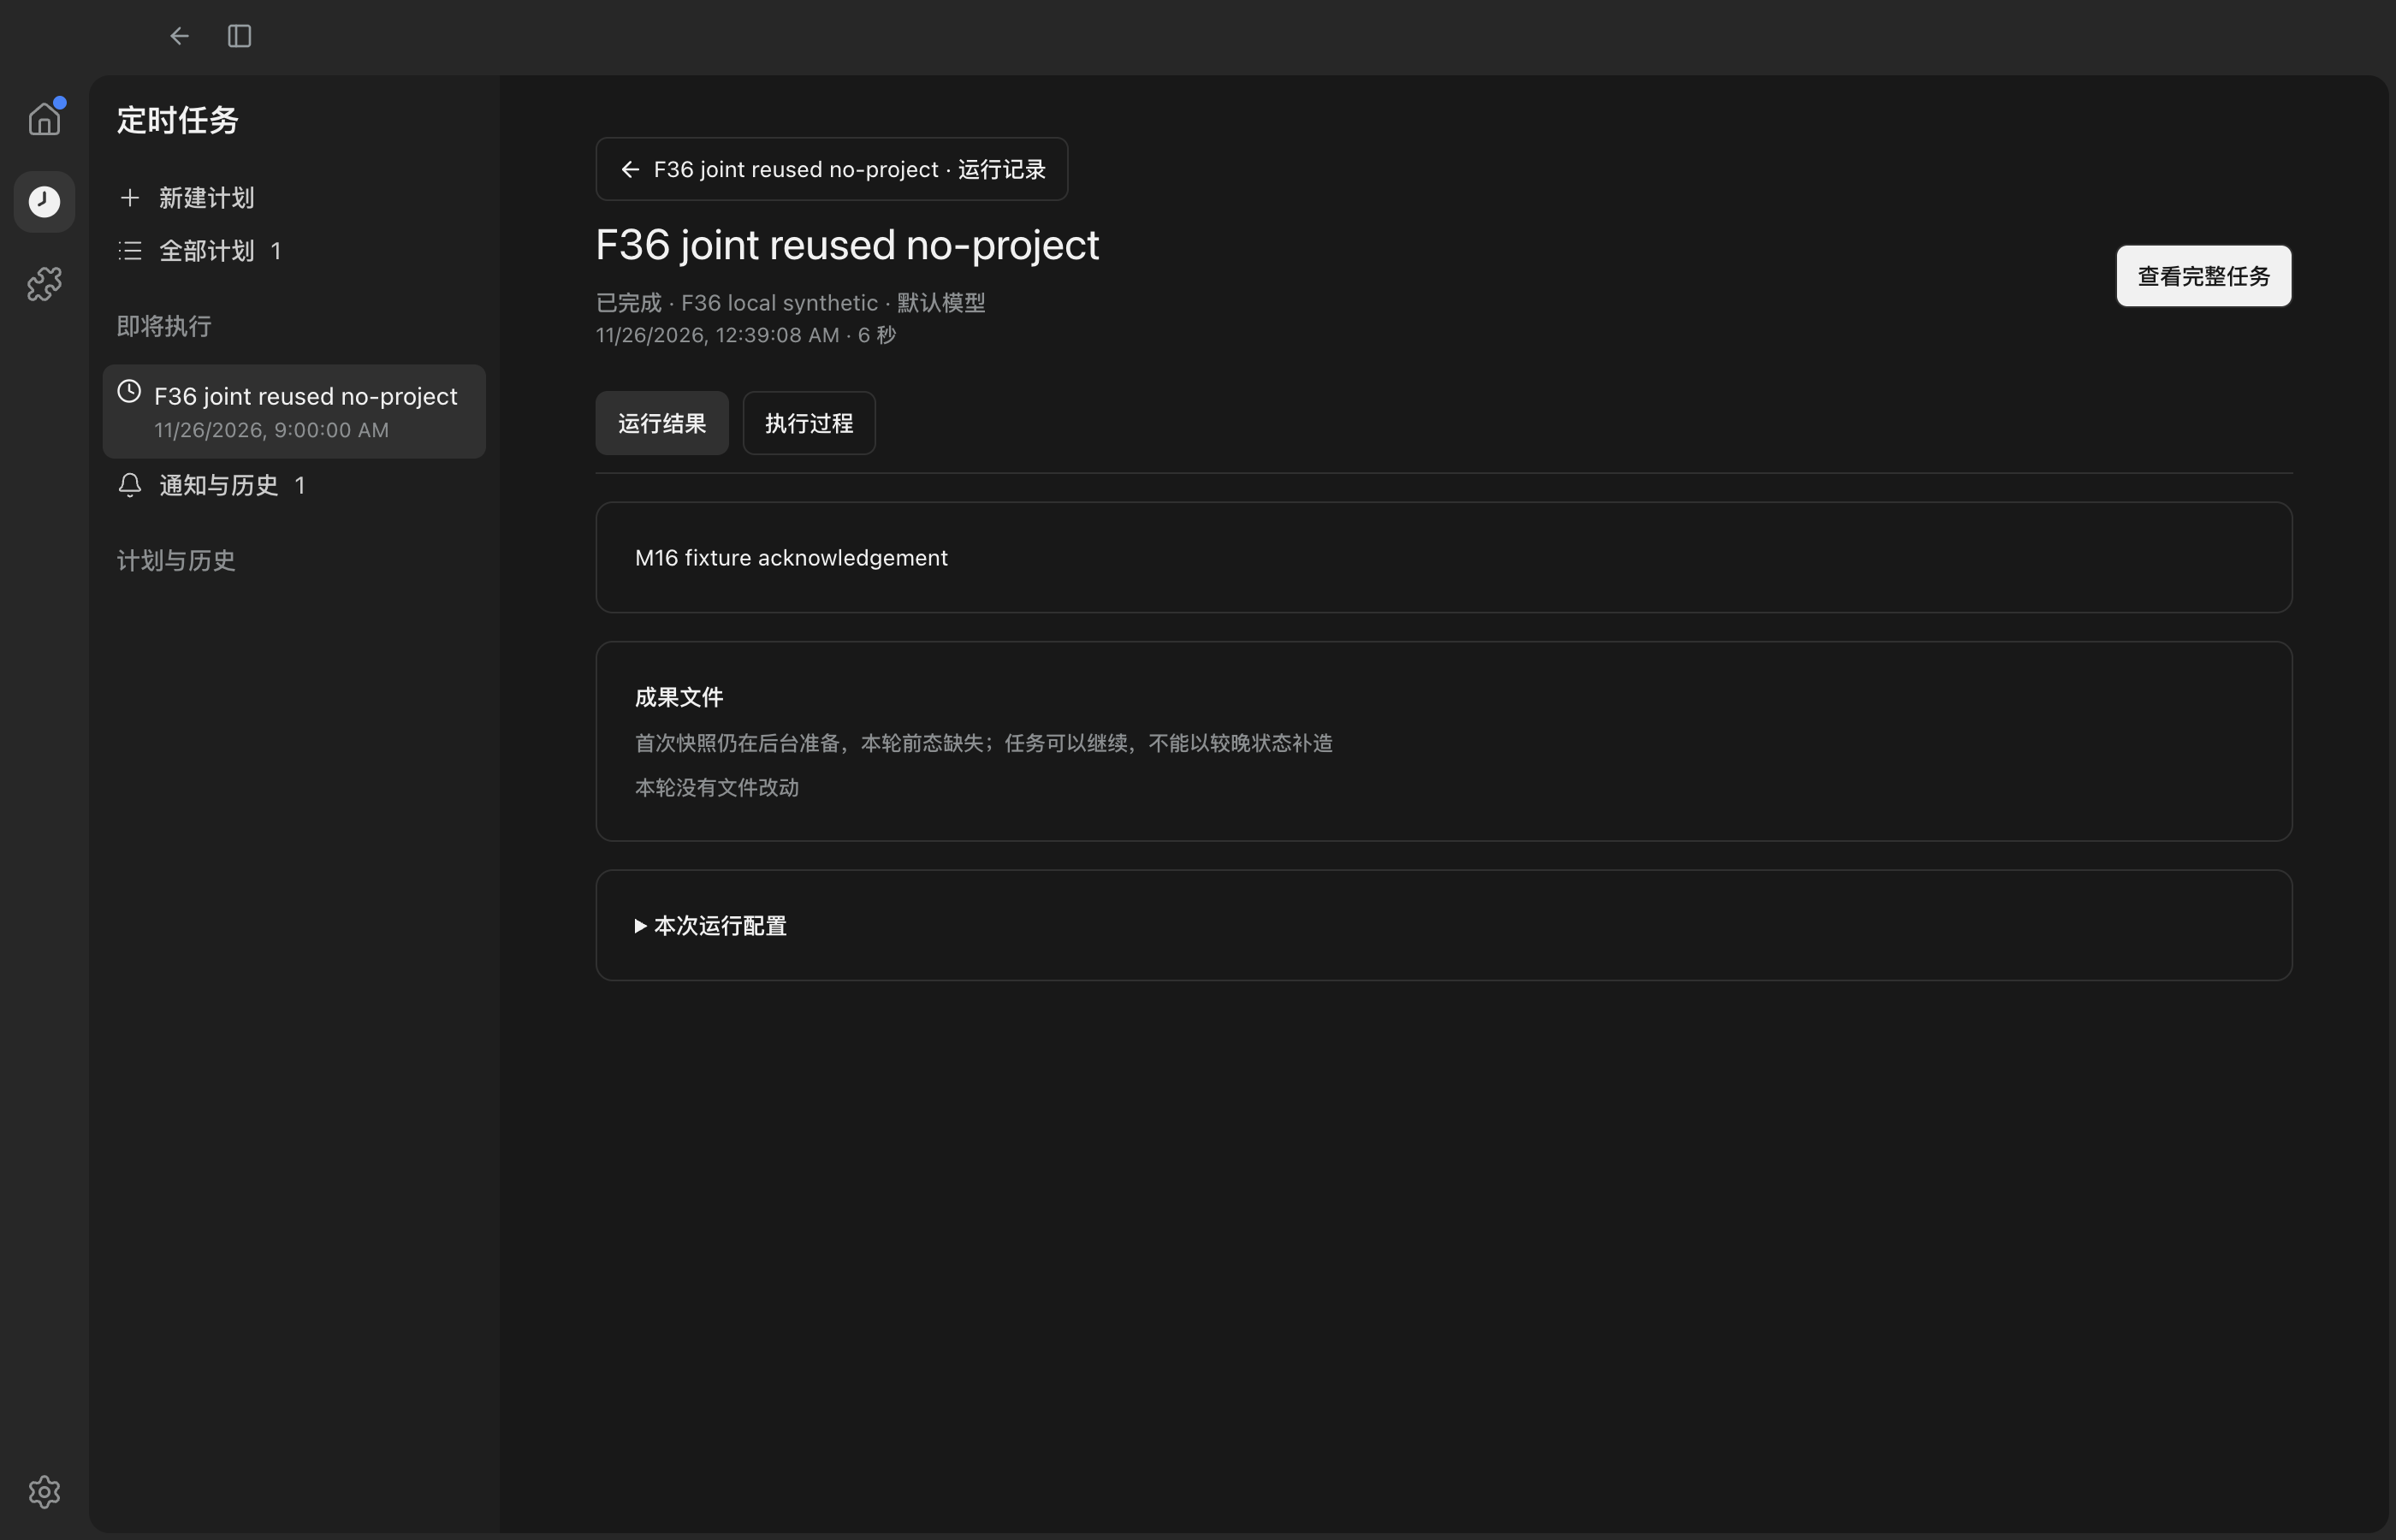 定时任务
新建计划
全部计划 1
即将执行
F36 joint reused no-project
11/26/2026, 9:00:00 AM
通知与历史 1
计划与历史
F36 joint reused no-project · 运行记录
F36 joint reused no-project
已完成 · F36 local synthetic · 默认模型
11/26/2026, 12:39:08 AM · 6 秒
查看完整任务
运行结果
执行过程
M16 fixture acknowledgement
成果文件
首次快照仍在后台准备，本轮前态缺失；任务可以继续，不能以较晚状态补造
本轮没有文件改动
本次运行配置